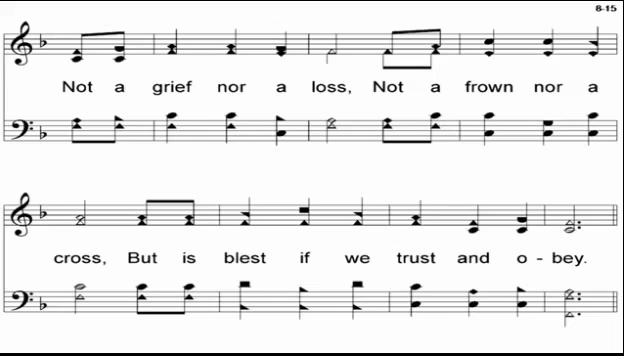 8-15
Not a grief nor a loss, Not a frown nor a
cross, But is blest if we trust and o - bey.